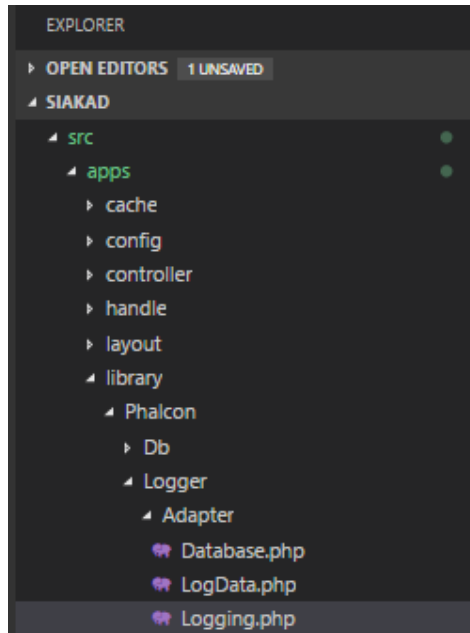 EXPLORER
OPEN EDITORS 1 UNSAVED
SIAKAD
src
apps
cache
config
controller
handle
layout
library
Phalcon
Db
Logger
Adapter
Database.php
LogData.php
Logging.php